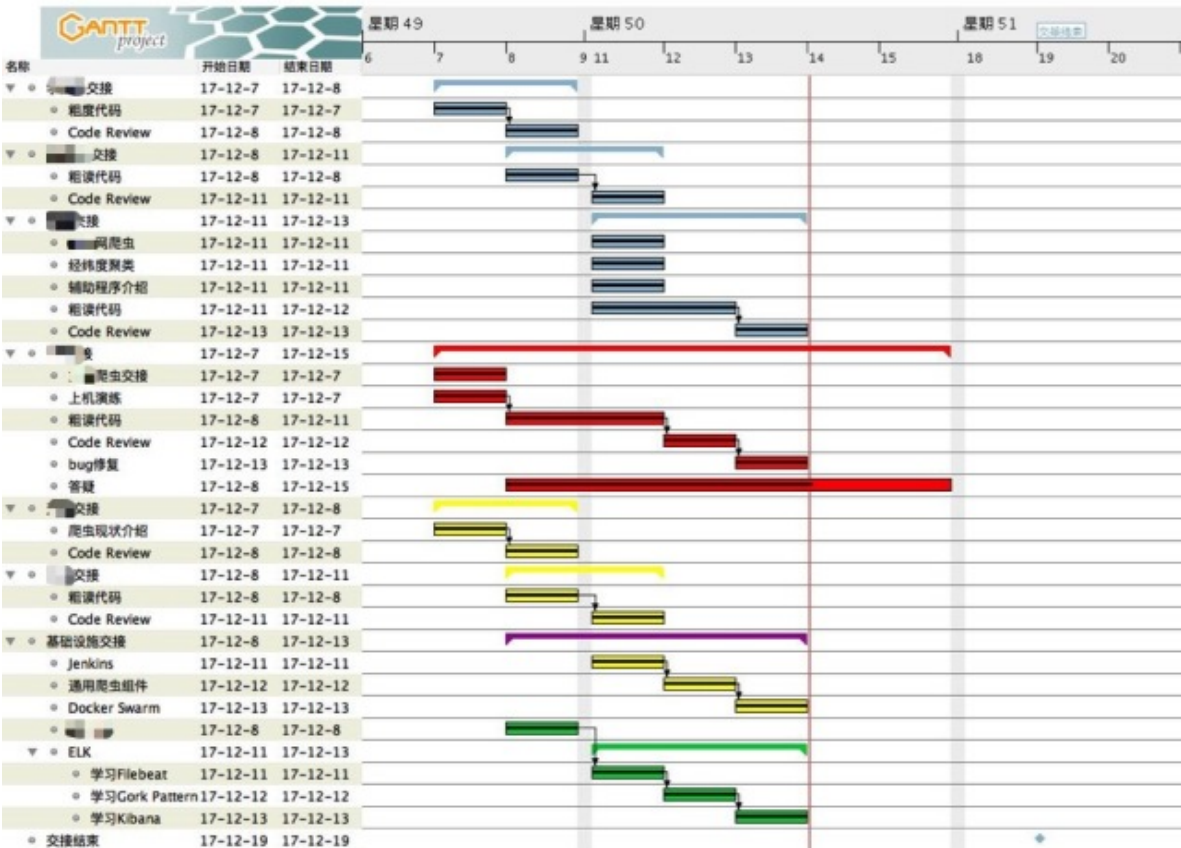 GANTT project
星期 49 星期 50 星期 51
交接结束
6 7 8 9 11 12 13 14 15 18 19 20
名称 开始日期 结束日期
交接 17-12-7 17-12-8
粗度代码 17-12-7 17-12-7
Code Review 17-12-8 17-12-8
交接 17-12-8 17-12-11
粗读代码 17-12-8 17-12-8
Code Review 17-12-11 17-12-11
接 17-12-11 17-12-13
网爬虫 17-12-11 17-12-11
经纬度聚类 17-12-11 17-12-11
辅助程序介绍 17-12-11 17-12-11
粗读代码 17-12-11 17-12-12
Code Review 17-12-13 17-12-13
17-12-7 17-12-15
爬虫交接 17-12-7 17-12-7
上机演练 17-12-7 17-12-7
粗读代码 17-12-8 17-12-11
Code Review 17-12-12 17-12-12
bug修复 17-12-13 17-12-13
答疑 17-12-8 17-12-15
交接 17-12-7 17-12-8
爬虫现状介绍 17-12-7 17-12-7
Code Review 17-12-8 17-12-8
交接 17-12-8 17-12-11
粗读代码 17-12-8 17-12-8
Code Review 17-12-11 17-12-11
基础设施交接 17-12-8 17-12-13
Jenkins 17-12-11 17-12-11
通用爬虫组件 17-12-12 17-12-12
Docker Swarm 17-12-13 17-12-13
17-12-8 17-12-8
ELK 17-12-11 17-12-13
学习Filebeat 17-12-11 17-12-11
学习Gork Pattern 17-12-12 17-12-12
学习Kibana 17-12-13 17-12-13
交接结束 17-12-19 17-12-19